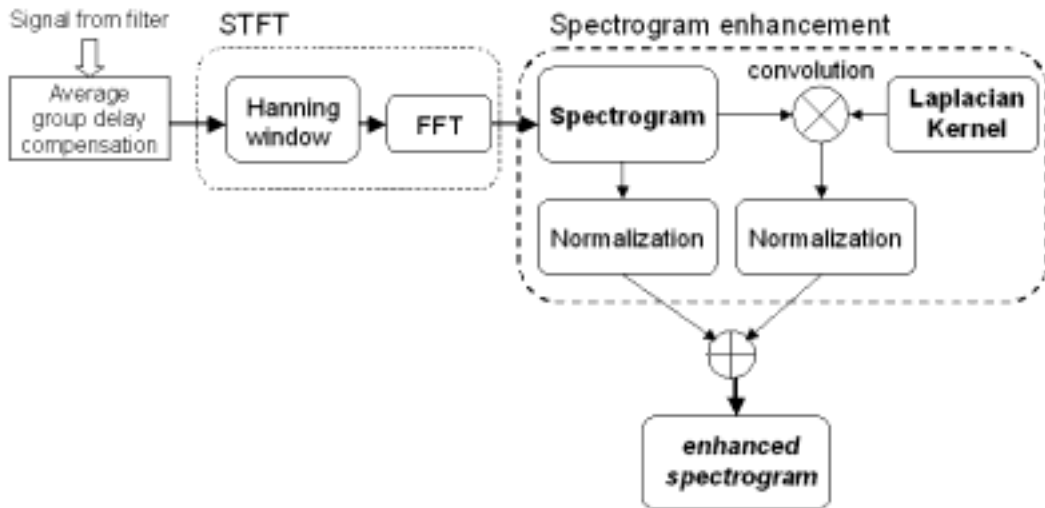 Signal from filter
STFT
Spectrogram enhancement
Average
group delay
compensation
Hanning
window
FFT
Spectrogram
convolution
Laplacian
Kernel
Normalization
Normalization
enhanced
spectrogram